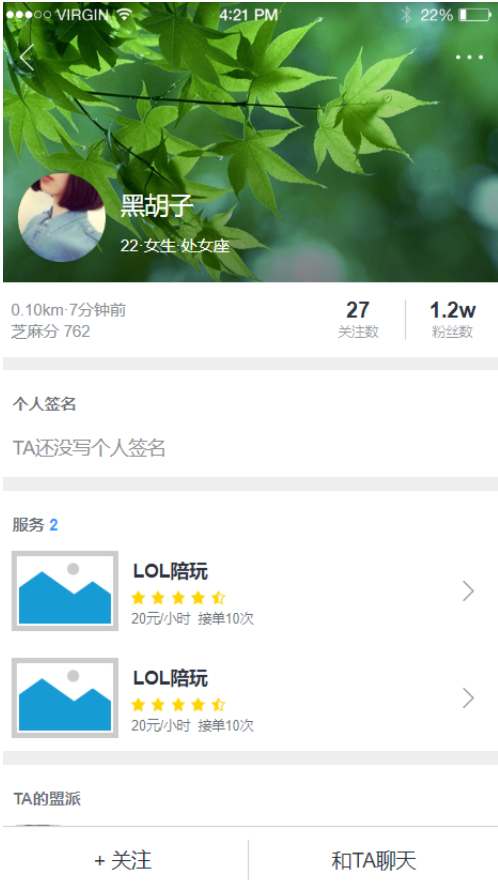 VIRGIN 4:21 PM 22%
黑胡子
22·女生·处女座
0.10km·7分钟前
芝麻分 762
27
关注数
1.2w
粉丝数
个人签名
TA还没写个人签名
服务 2
LOL陪玩
20元/小时 接单10次
LOL陪玩
20元/小时 接单10次
TA的盟派
+ 关注
和TA聊天